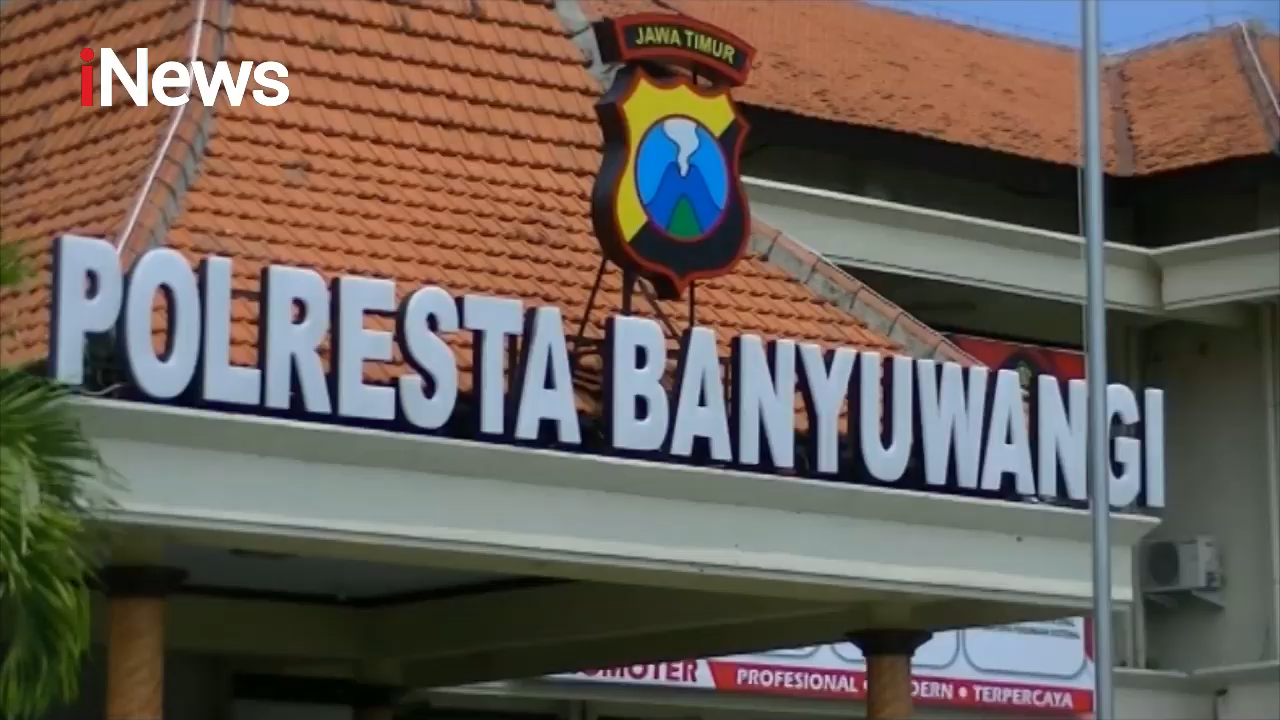 iNews
JAWA TIMUR
POLRESTA BANYUWANGI
PROFESIONAL • • TERPERCAYA